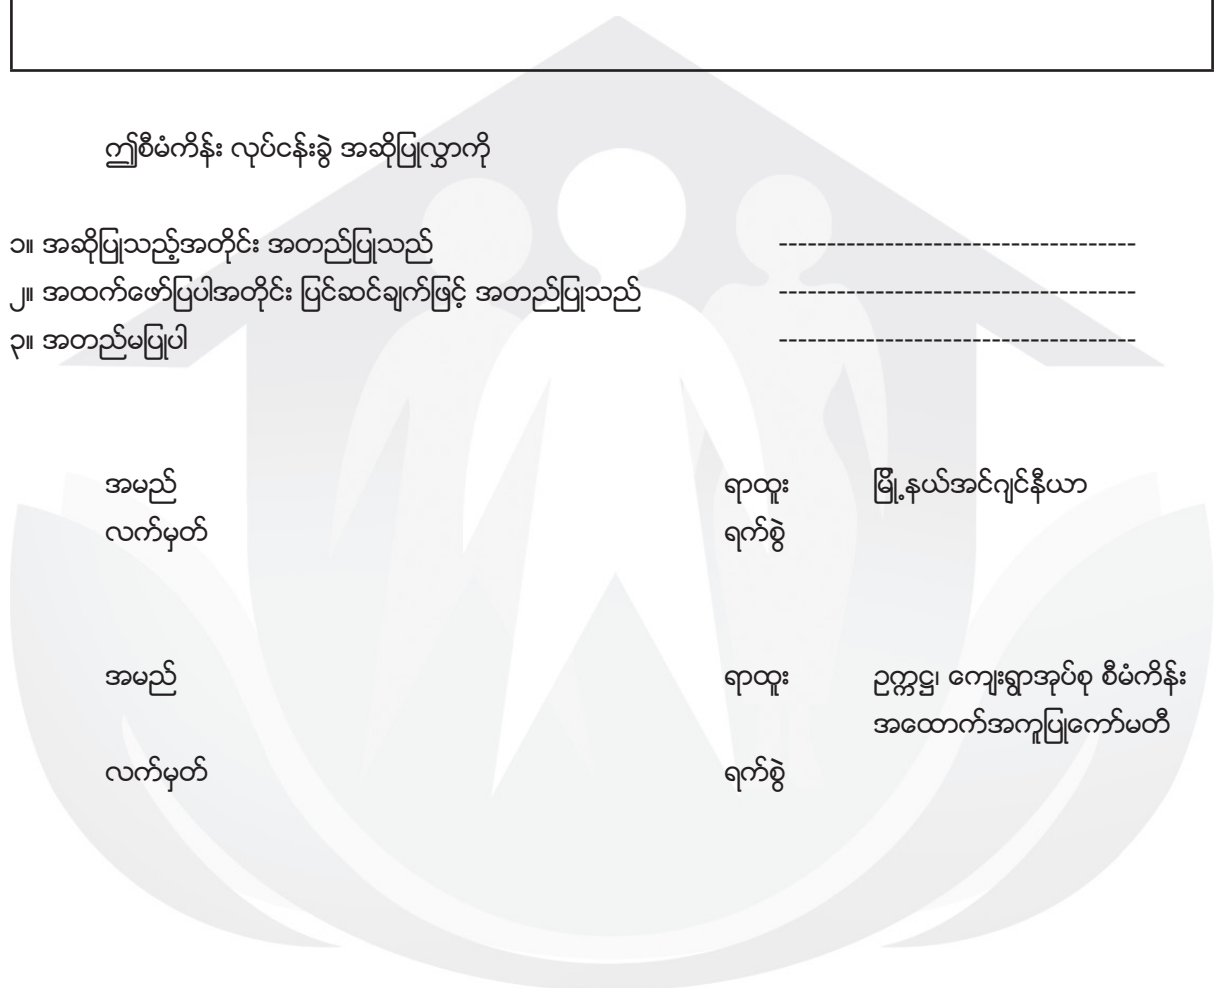 ဤစီမံကိန်း လုပ်ငန်းခွဲ အဆိုပြုလွှာကို
၁။ အဆိုပြုသည့်အတိုင်း အတည်ပြုသည် -------------------------------------
၂။ အထက်ဖော်ပြပါအတိုင်း ပြင်ဆင်ချက်ဖြင့် အတည်ပြုသည် -------------------------------------
၃။ အတည်မပြုပါ -------------------------------------
အမည် ရာထူး မြို့နယ်အင်ဂျင်နီယာ
လက်မှတ် ရက်စွဲ
အမည် ရာထူး ဥက္ကဋ္ဌ၊ ကျေးရွာအုပ်စု စီမံကိန်း
အထောက်အကူပြုကော်မတီ
လက်မှတ် ရက်စွဲ